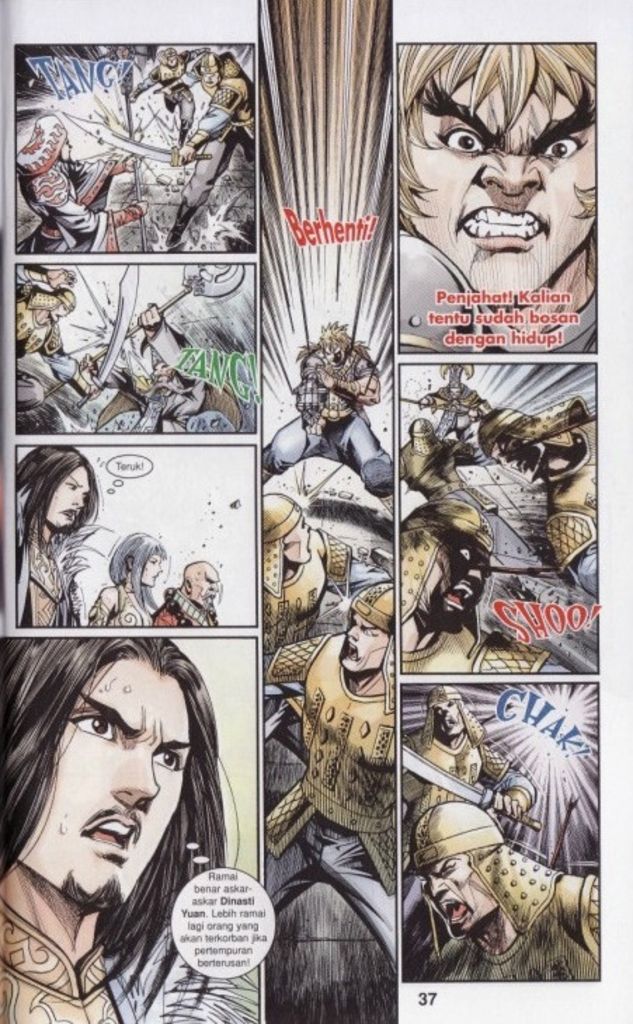 TANG!
TANG!
Teruk!
Ramai
benar askar-
askar Dinasti
Yuan. Lebih ramai
lagi orang yang
akan terkorban jika
pertempuran
berterusan!
Berhenti!
Penjahat! Kalian
tentu sudah bosan
dengan hidup!
SHOO!
CHAK!
37